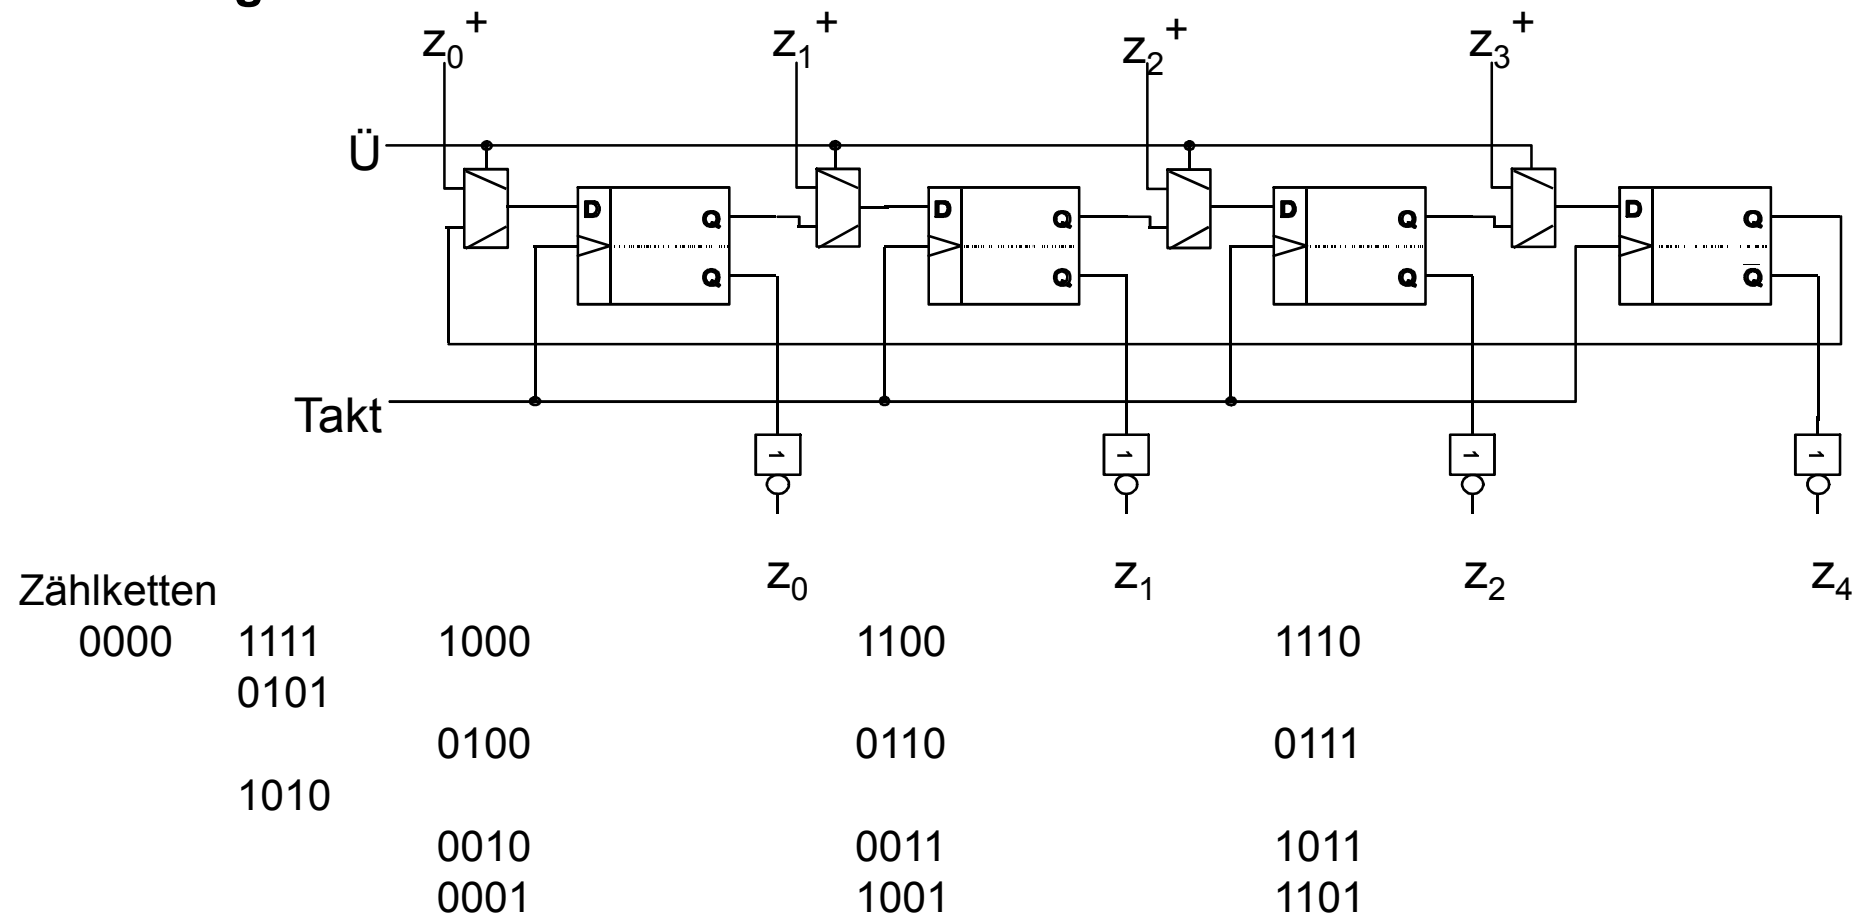 g
z₀⁺ z₁⁺ z₂⁺ z₃⁺
Ü
D Q D Q D Q D Q
Q Q Q Q̅
Takt
1 1 1 1
z₀ z₁ z₂ z₄
Zählketten
0000 1111 1000 1100 1110
0101
0100 0110 0111
1010
0010 0011 1011
0001 1001 1101